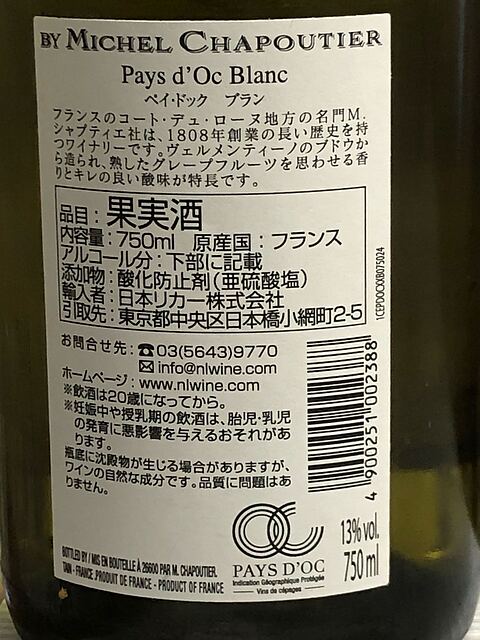 BY MICHEL CHAPOUTIER
Pays d'Oc Blanc
ペイ・ドック ブラン
フランスのコート・デュ・ローヌ地方の名門M.
シャプティエ社は、1808年創業の長い歴史を持
つワイナリーです。ヴェルメンティーノのブドウか
ら造られ、熟したグレープフルーツを思わせる香
りとキレの良い酸味が特長です。
品目：果実酒
内容量：750ml 原産国：フランス
アルコール分：下部に記載
添加物：酸化防止剤（亜硫酸塩）
輸入者：日本リカー株式会社
引取先：東京都中央区日本橋小網町2-5
お問合せ先：☎03(5643)9770
✉info@nlwine.com
ホームページ：www.nlwine.com
※飲酒は20歳になってから。
※妊娠中や授乳期の飲酒は、胎児・乳児
の発育に悪影響を与えるおそれがあ
ります。
瓶底に沈殿物が生じる場合がありますが、
ワインの自然な成分です。品質に問題はあ
りません。
1CEPDOCXXB075024
4 900251 002388
BOTTLED BY / MIS EN BOUTEILLE À 26600 PAR M. CHAPOUTIER.
TAIN - FRANCE. PRODUIT DE FRANCE - PRODUCT OF FRANCE
PAYS D'OC
Indication Géographique Protégée
Vins de cépages
13% vol.
750 ml